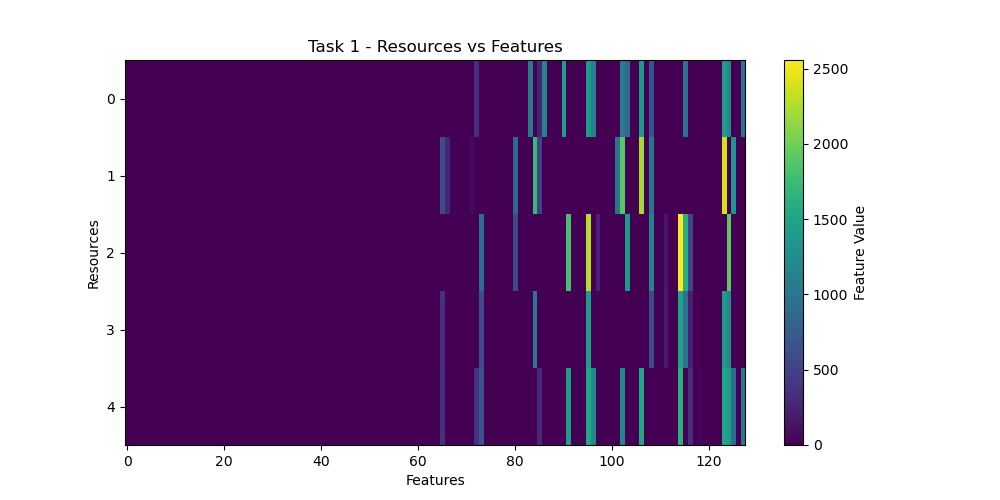 Task 1 - Resources vs Features
Resources
0
1
2
3
4
0 20 40 60 80 100 120
Features
2500
2000
1500
1000
500
0
Feature Value